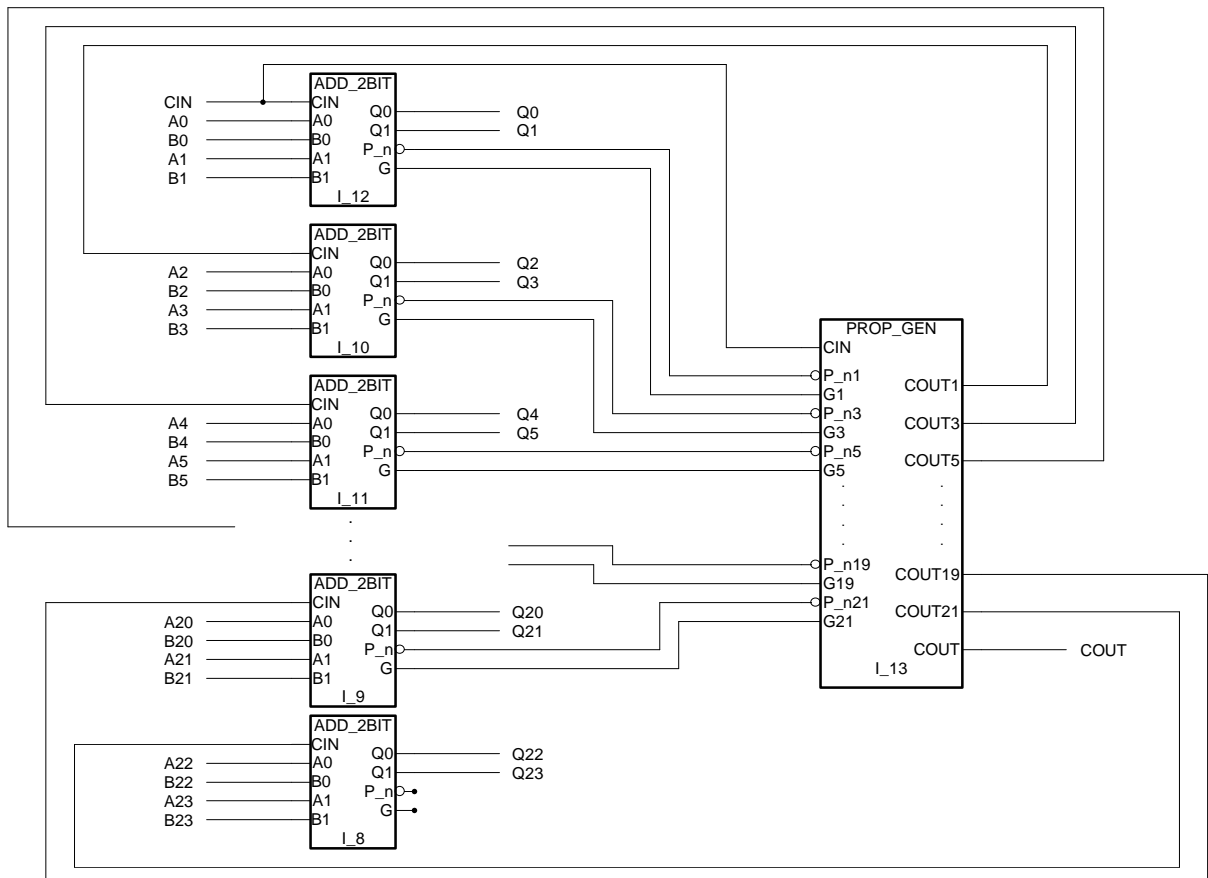 ADD_2BIT
CIN
A0
B0
A1
B1
CIN
A0
B0
A1
B1
Q0
Q1
P_n
G
Q0
Q1
I_12
ADD_2BIT
A2
B2
A3
B3
CIN
A0
B0
A1
B1
Q0
Q1
P_n
G
Q2
Q3
I_10
ADD_2BIT
A4
B4
A5
B5
CIN
A0
B0
A1
B1
Q0
Q1
P_n
G
Q4
Q5
I_11
ADD_2BIT
A20
B20
A21
B21
CIN
A0
B0
A1
B1
Q0
Q1
P_n
G
Q20
Q21
I_9
ADD_2BIT
A22
B22
A23
B23
CIN
A0
B0
A1
B1
Q0
Q1
P_n
G
Q22
Q23
I_8
PROP_GEN
CIN
P_n1
G1
P_n3
G3
P_n5
G5
P_n19
G19
P_n21
G21
COUT1
COUT3
COUT5
COUT19
COUT21
COUT
COUT
I_13